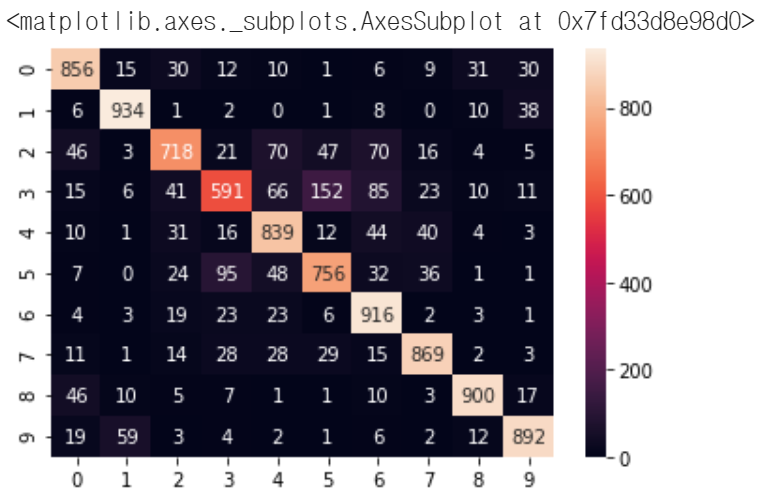 <matplotlib.axes._subplots.AxesSubplot at 0x7fd33d8e98d0>
0 856 15 30 12 10 1 6 9 31 30
1 6 934 1 2 0 1 8 0 10 38
2 46 3 718 21 70 47 70 16 4 5
3 15 6 41 591 66 152 85 23 10 11
4 10 1 31 16 839 12 44 40 4 3
5 7 0 24 95 48 756 32 36 1 1
6 4 3 19 23 23 6 916 2 3 1
7 11 1 14 28 28 29 15 869 2 3
8 46 10 5 7 1 1 10 3 900 17
9 19 59 3 4 2 1 6 2 12 892
0 1 2 3 4 5 6 7 8 9
800
600
400
200
0